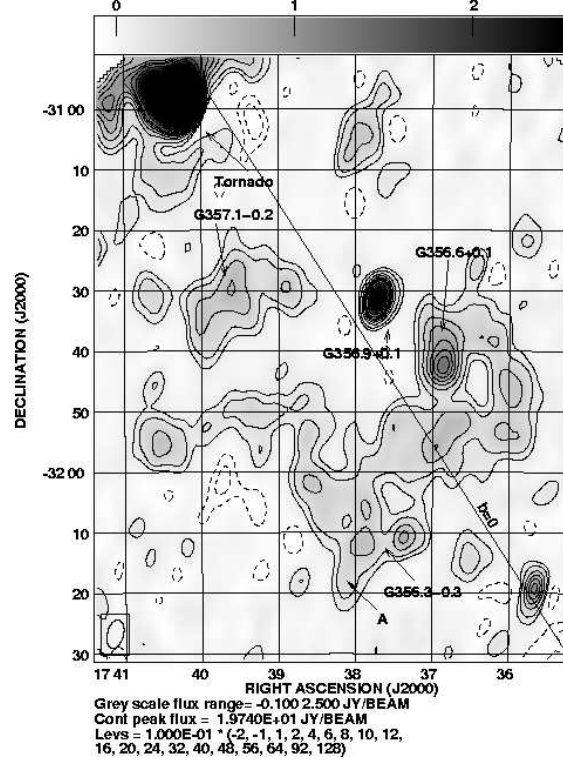 0 1 2
-31 00
10
Tornado
G357.1-0.2
20
G356.6+0.1
30
40
G356.9+0.1
50
-32 00
10
b=0
20
G356.3-0.3
A
30
17 41 40 39 38 37 36
DECLINATION (J2000)
RIGHT ASCENSION (J2000)
Grey scale flux range= -0.100 2.500 JY/BEAM
Cont peak flux = 1.9740E+01 JY/BEAM
Levs = 1.000E-01 * (-2, -1, 1, 2, 4, 6, 8, 10, 12,
16, 20, 24, 32, 40, 48, 56, 64, 92, 128)